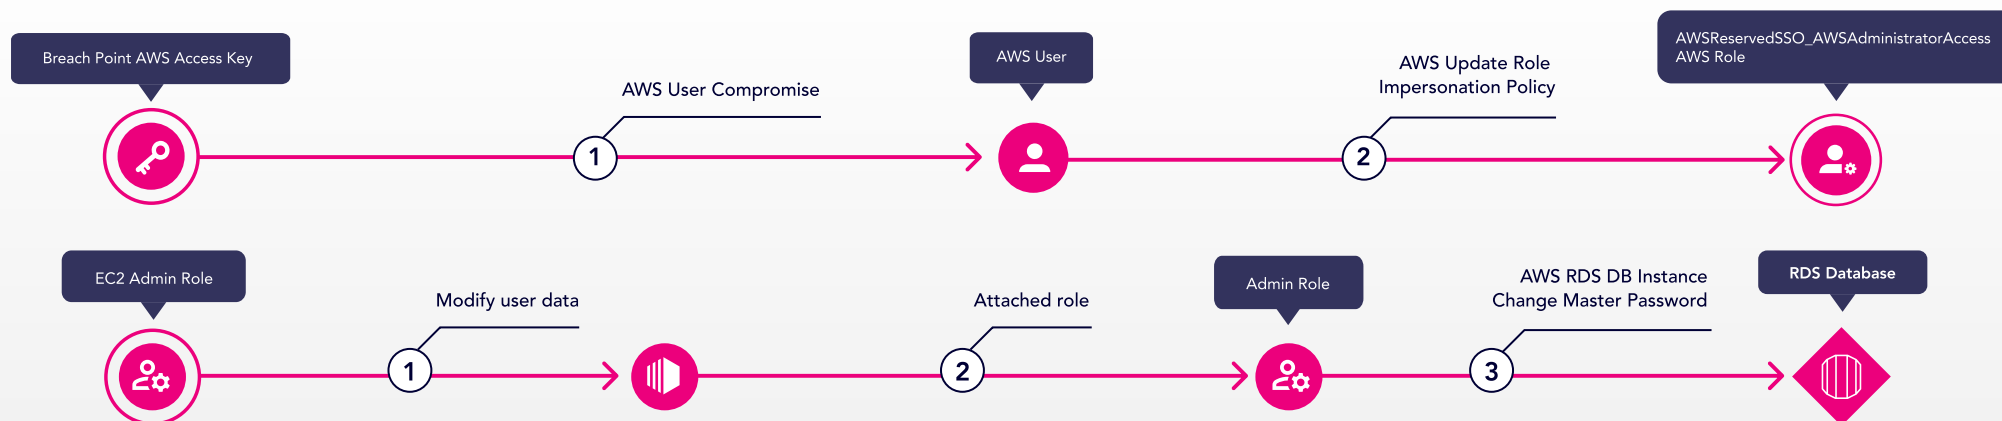 Breach Point AWS Access Key
AWS User Compromise
1
AWS User
AWS Update Role
Impersonation Policy
2
AWSReservedSSO_AWSAdministratorAccess
AWS Role
EC2 Admin Role
Modify user data
1
Attached role
2
Admin Role
AWS RDS DB Instance
Change Master Password
3
RDS Database